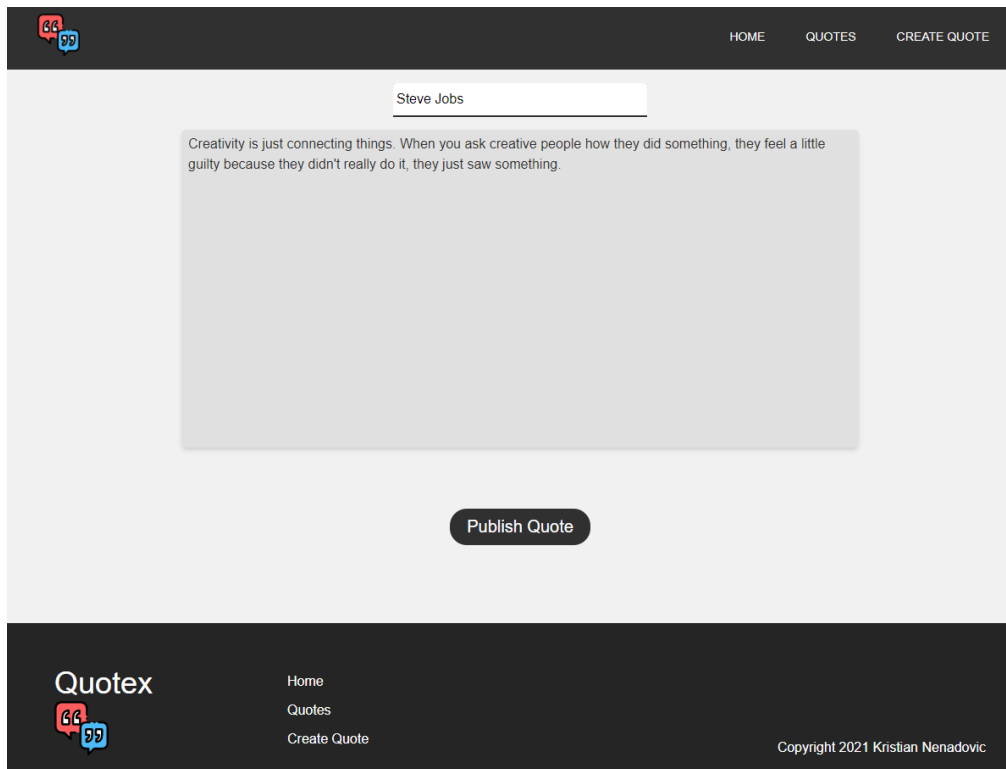 HOME QUOTES CREATE QUOTE
Steve Jobs
Creativity is just connecting things. When you ask creative people how they did something, they feel a little
guilty because they didn't really do it, they just saw something.
Publish Quote
Quotex
Home
Quotes
Create Quote
Copyright 2021 Kristian Nenadovic